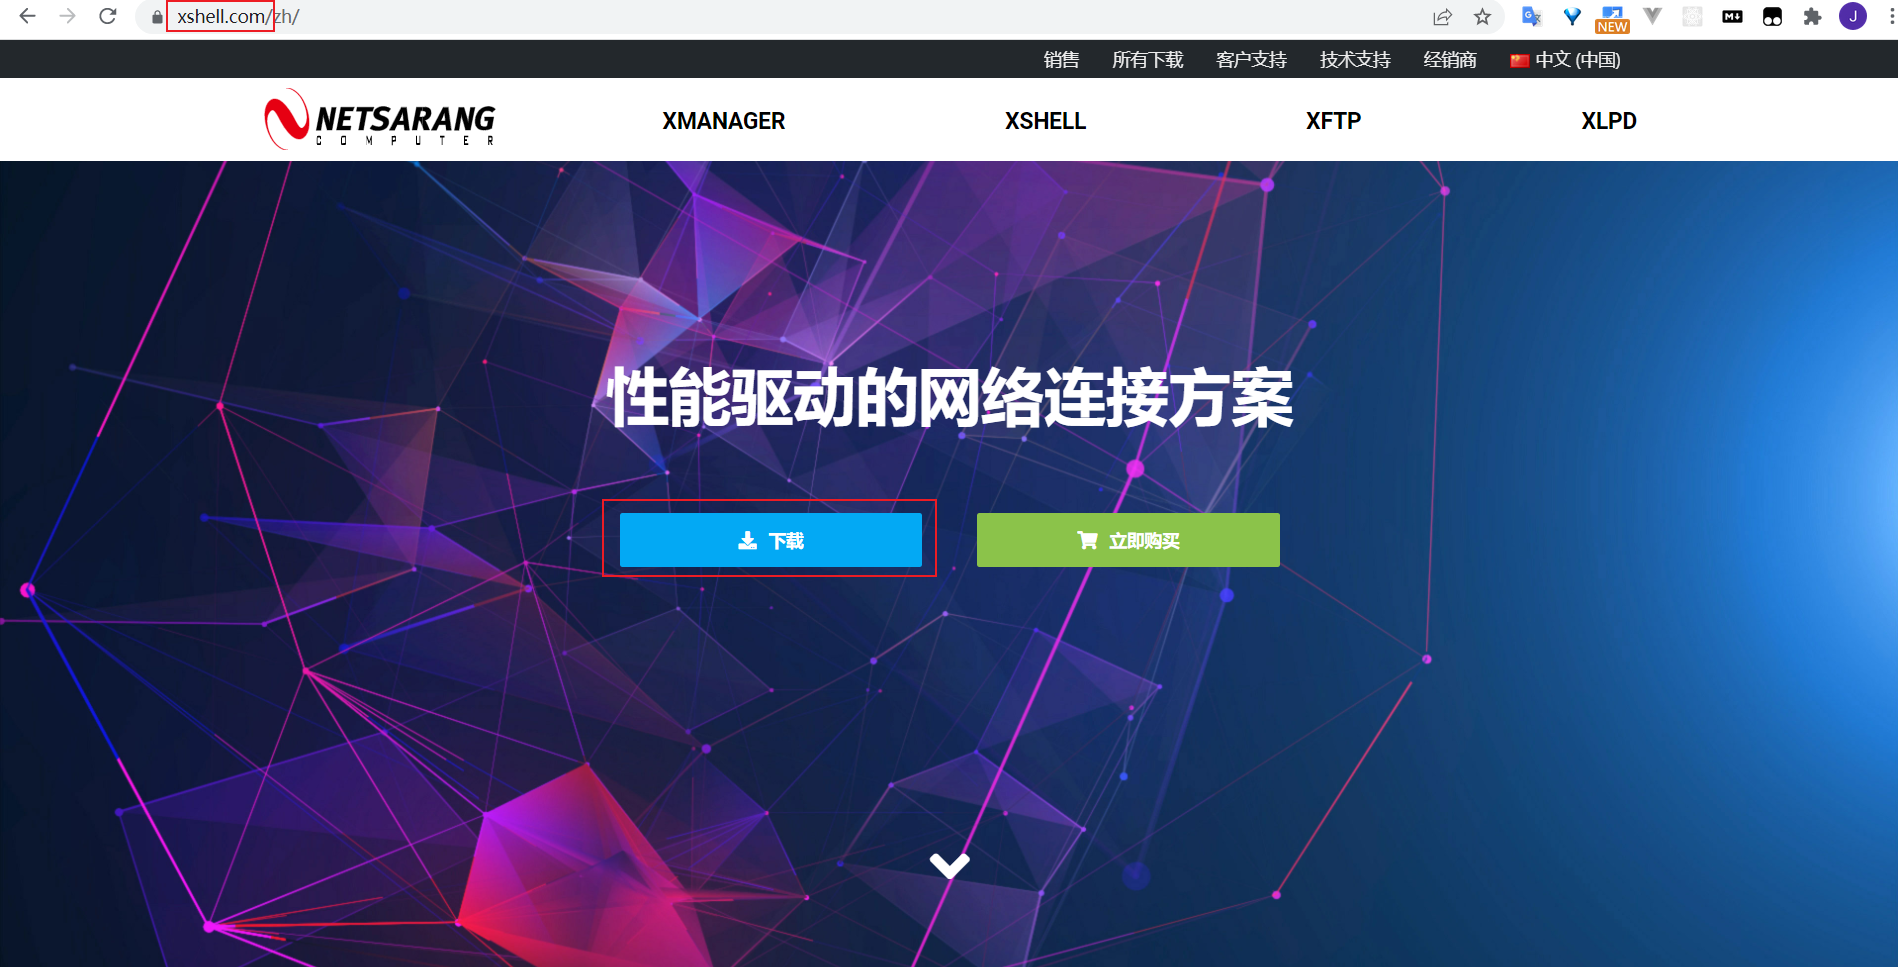 xshell.com/zh/
NEW
J
销售 所有下载 客户支持 技术支持 经销商 中文 (中国)
NETSARANG
COMPUTER
XMANAGER XSHELL XFTP XLPD
性能驱动的网络连接方案
下载 立即购买